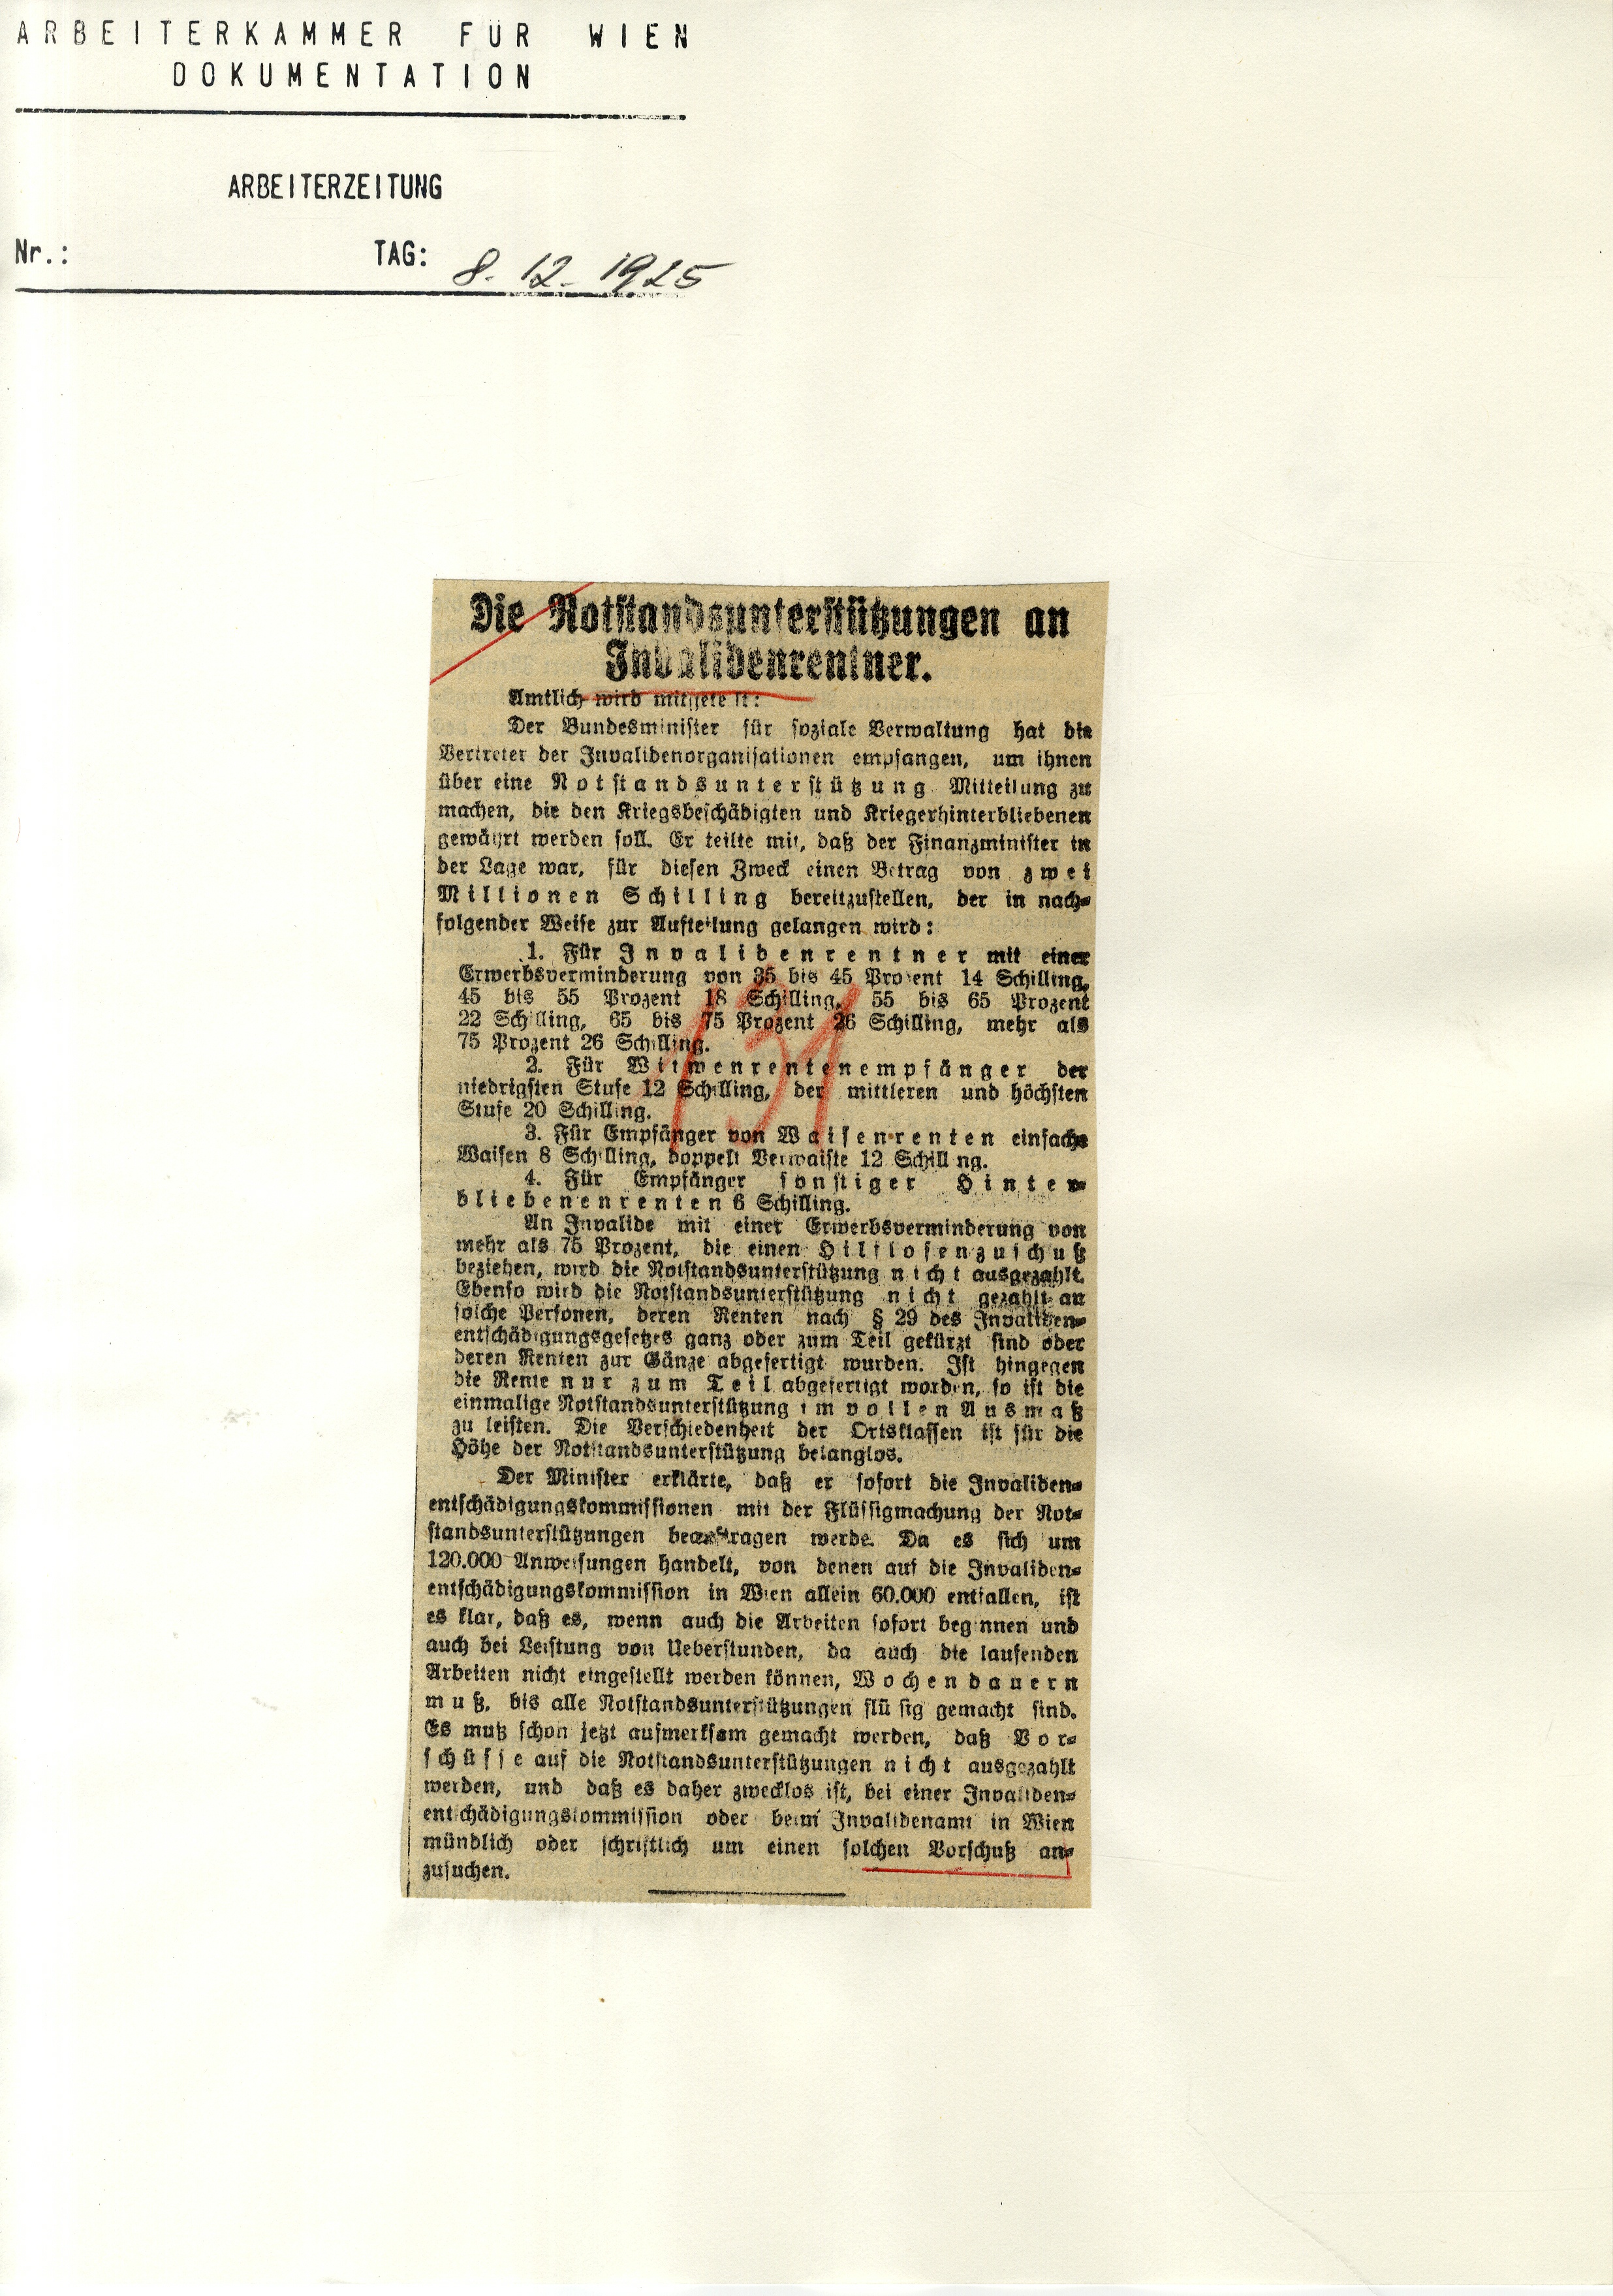 ARBEITERKAMMER FÜR WIEN
DOKUMENTATION
ARBEITERZEITUNG
Nr.: TAG: 8. 12. 1925
Die Notstandsunterstützungen an
Invalidenrentner.
Amtlich wird mitgeteilt:
Der Bundesminister für soziale Verwaltung hat die
Vertreter der Invalidenorganisationen empfangen, um ihnen
über eine Notstandsunterstützung Mitteilung zu
machen, die den Kriegsbeschädigten und Kriegerhinterbliebenen
gewährt werden soll. Er teilte mit, daß der Finanzminister in
der Lage war, für diesen Zweck einen Betrag von zwei
Millionen Schilling bereitzustellen, der in nach-
folgender Weise zur Aufteilung gelangen wird:
1. Für Invalidenrentner mit einer
Erwerbsverminderung von 35 bis 45 Prozent 14 Schilling,
45 bis 55 Prozent 18 Schilling, 55 bis 65 Prozent
22 Schilling, 65 bis 75 Prozent 26 Schilling, mehr als
75 Prozent 26 Schilling.
2. Für Witwenrentenempfänger der
niedrigsten Stufe 12 Schilling, der mittleren und höchsten
Stufe 20 Schilling.
3. Für Empfänger von Waisenrenten einfache
Waisen 8 Schilling, doppelt Verwaiste 12 Schilling.
4. Für Empfänger sonstiger Hinter-
bliebenenrenten 6 Schilling.
An Invalide mit einer Erwerbsverminderung von
mehr als 75 Prozent, die einen Hilflosenzuschuß
beziehen, wird die Notstandsunterstützung nicht ausgezahlt.
Ebenso wird die Notstandsunterstützung nicht gezahlt an
solche Personen, deren Renten nach § 29 des Invaliden-
entschädigungsgesetzes ganz oder zum Teil gekürzt sind oder
deren Renten zur Gänze abgefertigt wurden. Ist hingegen
die Rente nur zum Teil abgefertigt worden, so ist die
einmalige Notstandsunterstützung im vollen Ausmaß
zu leisten. Die Verschiedenheit der Ortsklassen ist für die
Höhe der Notstandsunterstützung belanglos.
Der Minister erklärte, daß er sofort die Invaliden-
entschädigungskommissionen mit der Flüssigmachung der Not-
standsunterstützungen beauftragen werde. Da es sich um
120.000 Anweisungen handelt, von denen auf die Invaliden-
entschädigungskommission in Wien allein 60.000 entfallen, ist
es klar, daß es, wenn auch die Arbeiten sofort beginnen und
auch bei Leistung von Ueberstunden, da auch die laufenden
Arbeiten nicht eingestellt werden können, Wochen dauern
muß, bis alle Notstandsunterstützungen flüssig gemacht sind.
Es muß schon jetzt aufmerksam gemacht werden, daß Vor-
schüsse auf die Notstandsunterstützungen nicht ausgezahlt
werden, und daß es daher zwecklos ist, bei einer Invaliden-
entschädigungskommission oder beim Invalidenamt in Wien
mündlich oder schriftlich um einen solchen Vorschuß an-
zusuchen.
131